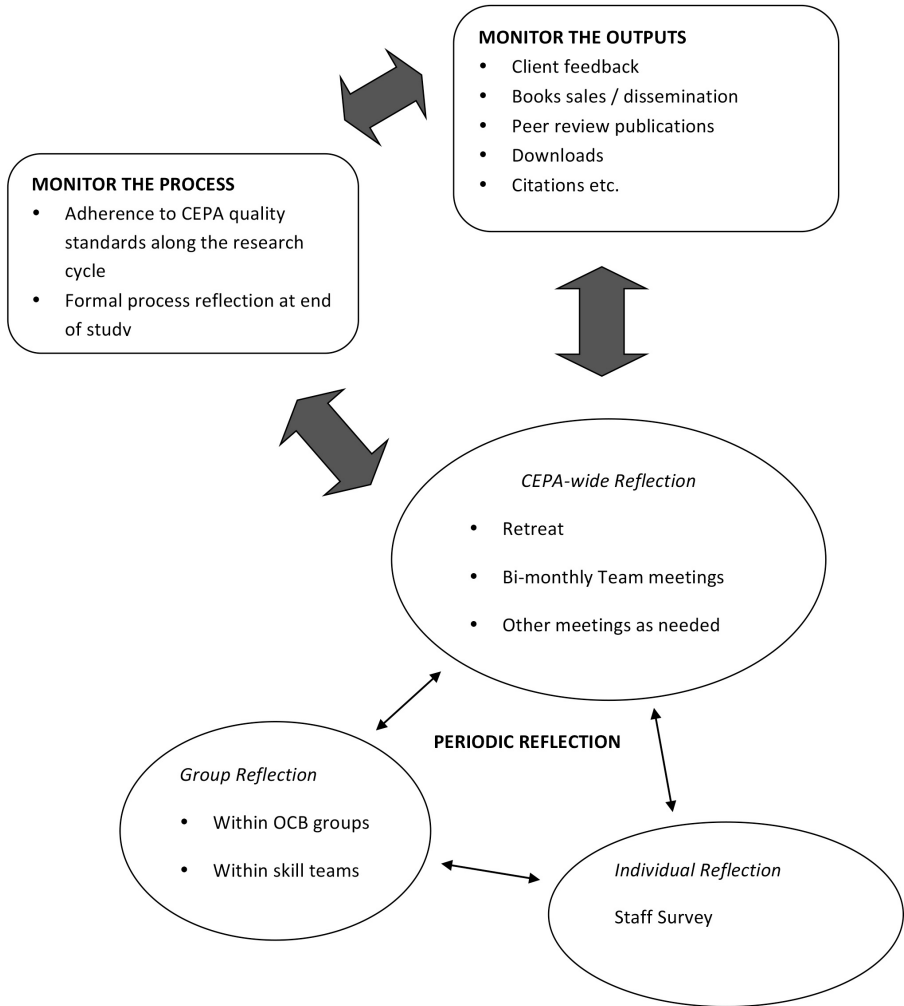 MONITOR THE OUTPUTS
• Client feedback
• Books sales / dissemination
• Peer review publications
• Downloads
• Citations etc.
MONITOR THE PROCESS
• Adherence to CEPA quality
standards along the research
cycle
• Formal process reflection at end
of study
CEPA-wide Reflection
• Retreat
• Bi-monthly Team meetings
• Other meetings as needed
PERIODIC REFLECTION
Group Reflection
• Within OCB groups
• Within skill teams
Individual Reflection
Staff Survey